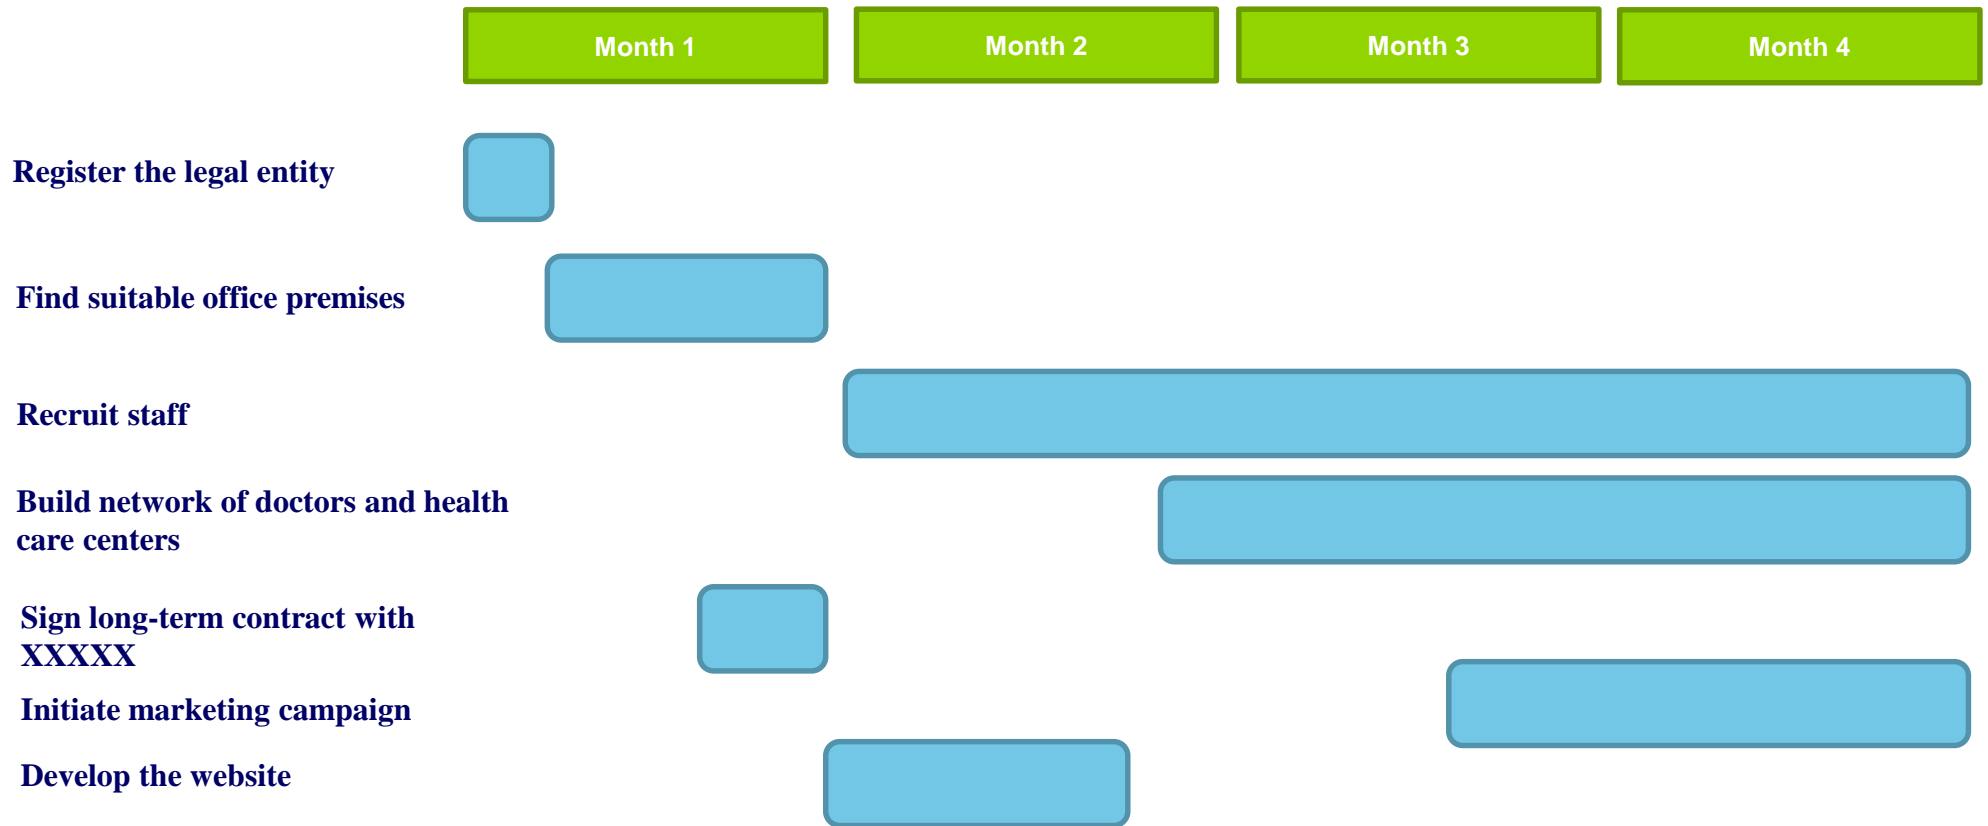 Month 1
Month 2
Month 3
Month 4
Register the legal entity
Find suitable office premises
Recruit staff
Build network of doctors and health
care centers
Sign long-term contract with
XXXXX
Initiate marketing campaign
Develop the website